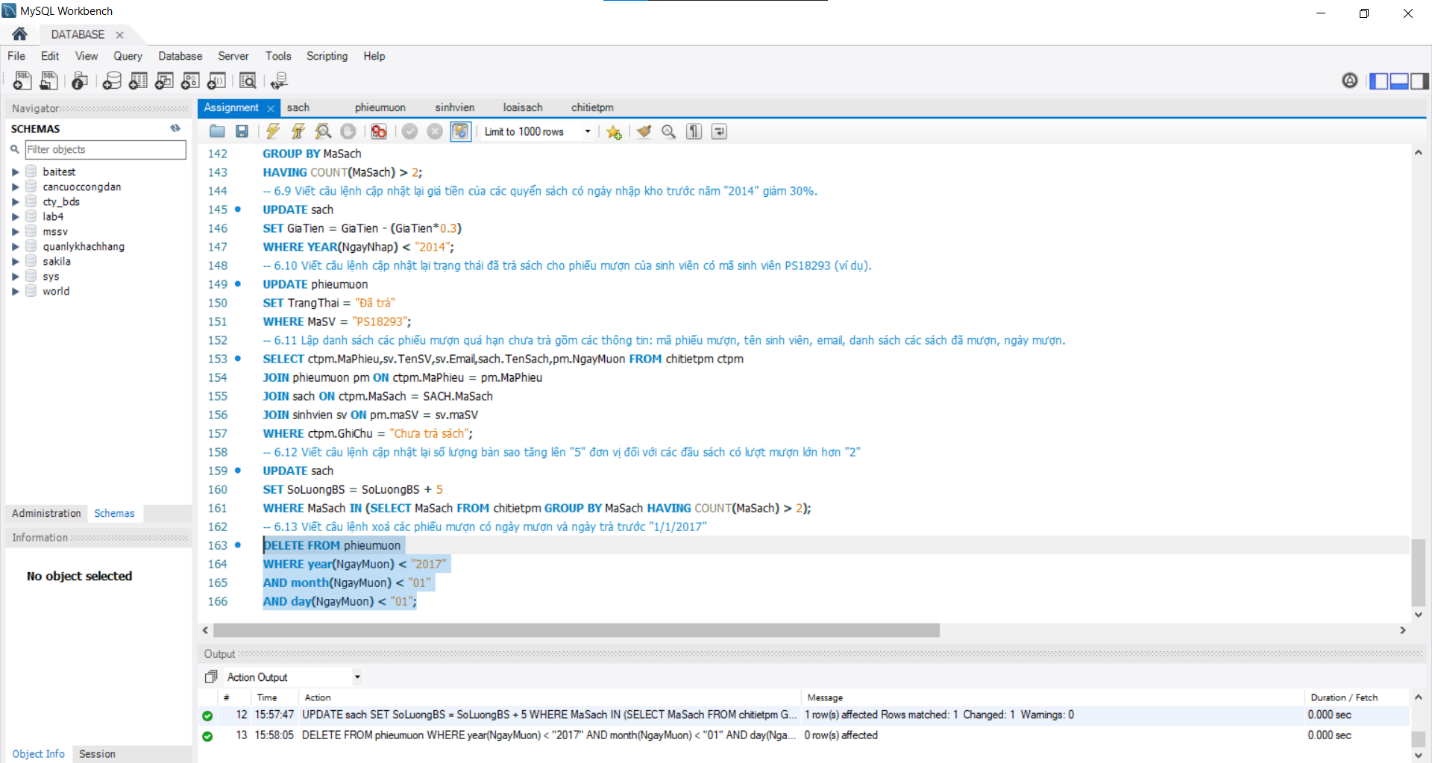 MySQL Workbench
DATABASE
File Edit View Query Database Server Tools Scripting Help
Navigator
SCHEMAS
Filter objects
baitest
cancuoccongdan
cty_bds
lab4
mssv
quanlykhachhang
sakila
sys
world
Administration Schemas
Information
No object selected
Object Info Session
Assignment sach phieumuon sinhvien loaisach chitietpm
Limit to 1000 rows
142 GROUP BY MaSach
143 HAVING COUNT(MaSach) > 2;
144 -- 6.9 Viết câu lệnh cập nhật lại giá tiền của các quyển sách có ngày nhập kho trước năm "2014" giảm 30%.
145 UPDATE sach
146 SET GiaTien = GiaTien - (GiaTien*0.3)
147 WHERE YEAR(NgayNhap) < "2014";
148 -- 6.10 Viết câu lệnh cập nhật lại trạng thái đã trả sách cho phiếu mượn của sinh viên có mã sinh viên PS18293 (ví dụ).
149 UPDATE phieumuon
150 SET TrangThai = "Đã trả"
151 WHERE MaSV = "PS18293";
152 -- 6.11 Lập danh sách các phiếu mượn quá hạn chưa trả gồm các thông tin: mã phiếu mượn, tên sinh viên, email, danh sách các sách đã mượn, ngày mượn.
153 SELECT ctpm.MaPhieu,sv.TenSV,sv.Email,sach.TenSach,pm.NgayMuon FROM chitietpm ctpm
154 JOIN phieumuon pm ON ctpm.MaPhieu = pm.MaPhieu
155 JOIN sach ON ctpm.MaSach = SACH.MaSach
156 JOIN sinhvien sv ON pm.maSV = sv.maSV
157 WHERE ctpm.GhiChu = "Chưa trả sách";
158 -- 6.12 Viết câu lệnh cập nhật lại số lượng bản sao tăng lên "5" đơn vị đối với các đầu sách có lượt mượn lớn hơn "2"
159 UPDATE sach
160 SET SoLuongBS = SoLuongBS + 5
161 WHERE MaSach IN (SELECT MaSach FROM chitietpm GROUP BY MaSach HAVING COUNT(MaSach) > 2);
162 -- 6.13 Viết câu lệnh xoá các phiếu mượn có ngày mượn và ngày trả trước "1/1/2017"
163 DELETE FROM phieumuon
164 WHERE year(NgayMuon) < "2017"
165 AND month(NgayMuon) < "01"
166 AND day(NgayMuon) < "01";
Output
Action Output
# Time Action Message Duration / Fetch
12 15:57:47 UPDATE sach SET SoLuongBS = SoLuongBS + 5 WHERE MaSach IN (SELECT MaSach FROM chitietpm G... 1 row(s) affected Rows matched: 1 Changed: 1 Warnings: 0 0.000 sec
13 15:58:05 DELETE FROM phieumuon WHERE year(NgayMuon) < "2017" AND month(NgayMuon) < "01" AND day(Nga... 0 row(s) affected 0.000 sec